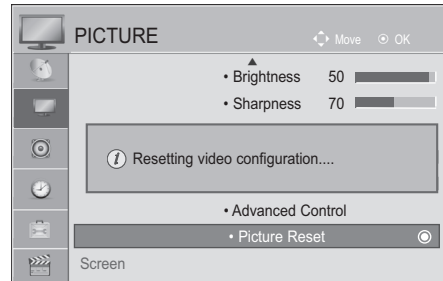 PICTURE
Move OK
• Brightness 50
• Sharpness 70
i Resetting video configuration....
• Advanced Control
• Picture Reset
Screen